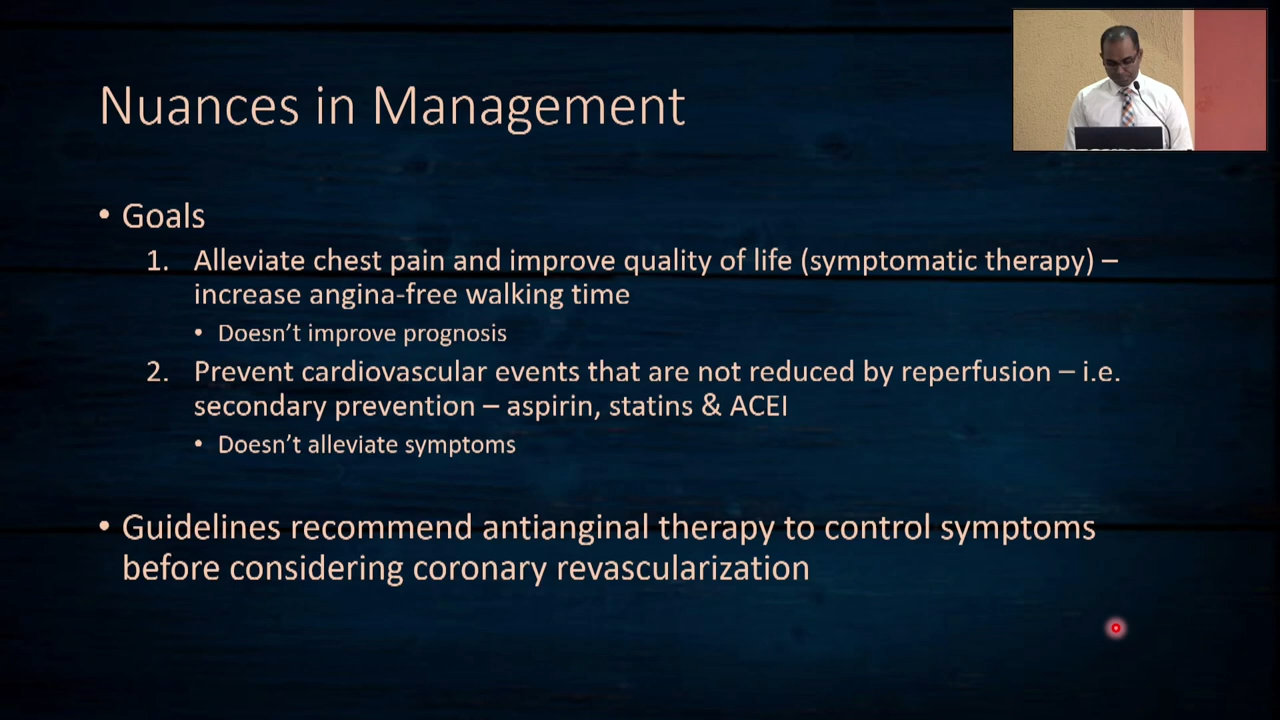 Nuances in Management
• Goals
1. Alleviate chest pain and improve quality of life (symptomatic therapy) –
increase angina-free walking time
• Doesn’t improve prognosis
2. Prevent cardiovascular events that are not reduced by reperfusion – i.e.
secondary prevention – aspirin, statins & ACEI
• Doesn’t alleviate symptoms
• Guidelines recommend antianginal therapy to control symptoms
before considering coronary revascularization